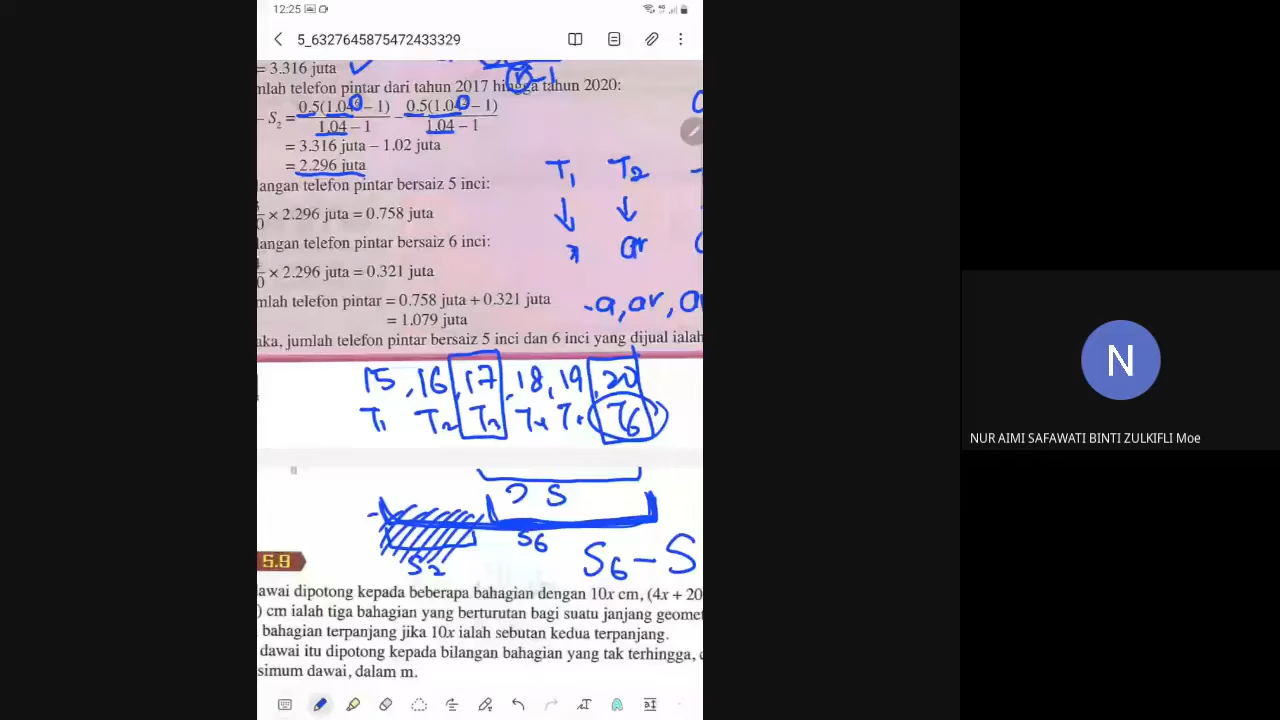 12:25
5_6327645875472433329
= 3.316 juta
mlah telefon pintar dari tahun 2017 hingga tahun 2020:
- S₂ = 0.5(1.04 – 1) / 1.04 – 1 – 0.5(1.04 – 1) / 1.04 – 1
= 3.316 juta – 1.02 juta
= 2.296 juta
T₁ T₂
langan telefon pintar bersaiz 5 inci:
0 × 2.296 juta = 0.758 juta
ar
langan telefon pintar bersaiz 6 inci:
0 × 2.296 juta = 0.321 juta
mlah telefon pintar = 0.758 juta + 0.321 juta
a, ar,
= 1.079 juta
aka, jumlah telefon pintar bersaiz 5 inci dan 6 inci yang dijual ialah
15, 16, 17, 18, 19, 20
T₁ T₂ T₃ T₄ T₆
S
S₂ S₆ S₆ – S
5.9
awai dipotong kepada beberapa bahagian dengan 10x cm, (4x + 20
) cm ialah tiga bahagian yang berturutan bagi suatu janjang geomet
bahagian terpanjang jika 10x ialah sebutan kedua terpanjang.
dawai itu dipotong kepada bilangan bahagian yang tak terhingga,
simum dawai, dalam m.
N
NUR AIMI SAFAWATI BINTI ZULKIFLI Moe